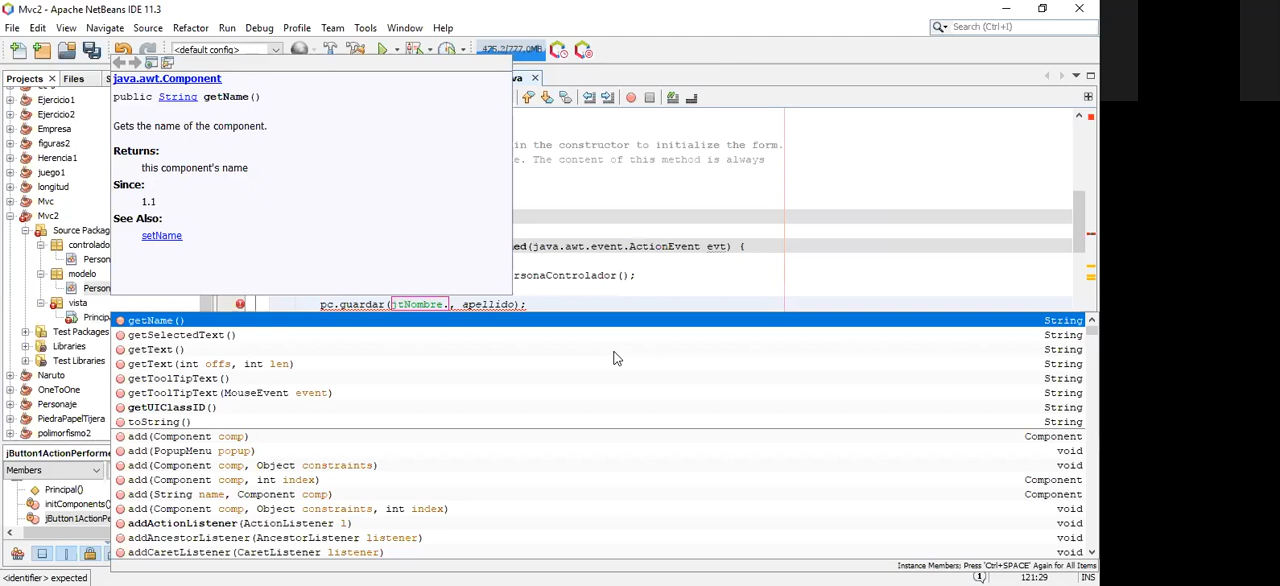 Mvc2 - Apache NetBeans IDE 11.3
File Edit View Navigate Source Refactor Run Debug Profile Team Tools Window Help
Search (Ctrl+I)
<default config>
Projects Files
va
java.awt.Component
public String getName()
Gets the name of the component.
Returns:
this component's name
Since:
1.1
See Also:
setName
Ejercicio1
Ejercicio2
Empresa
figuras2
Herencia1
juego1
longitud
Mvc
Mvc2
Source Packag
controlado
Person
modelo
Person
vista
Principa
Test Packages
Libraries
Test Libraries
Naruto
OneToOne
Personaje
PiedraPapelTijera
polimorfismo2
in the constructor to initialize the form.
e. The content of this method is always
ed(java.awt.event.ActionEvent evt) {
rsonaControlador();
pc.guardar(jtNombre., apellido);
getName() String
getSelectedText() String
getText() String
getText(int offs, int len) String
getToolTipText() String
getToolTipText(MouseEvent event) String
getUIClassID() String
toString() String
add(Component comp) Component
add(PopupMenu popup) void
add(Component comp, Object constraints) void
add(Component comp, int index) Component
add(String name, Component comp) Component
add(Component comp, Object constraints, int index) void
addActionListener(ActionListener l) void
addAncestorListener(AncestorListener listener) void
addCaretListener(CaretListener listener) void
Instance Members; Press 'Ctrl+SPACE' Again for All Items
jButton1ActionPerforme
Members
Principal()
initComponents()
jButton1ActionPe
<identifier> expected
1
121:29
INS